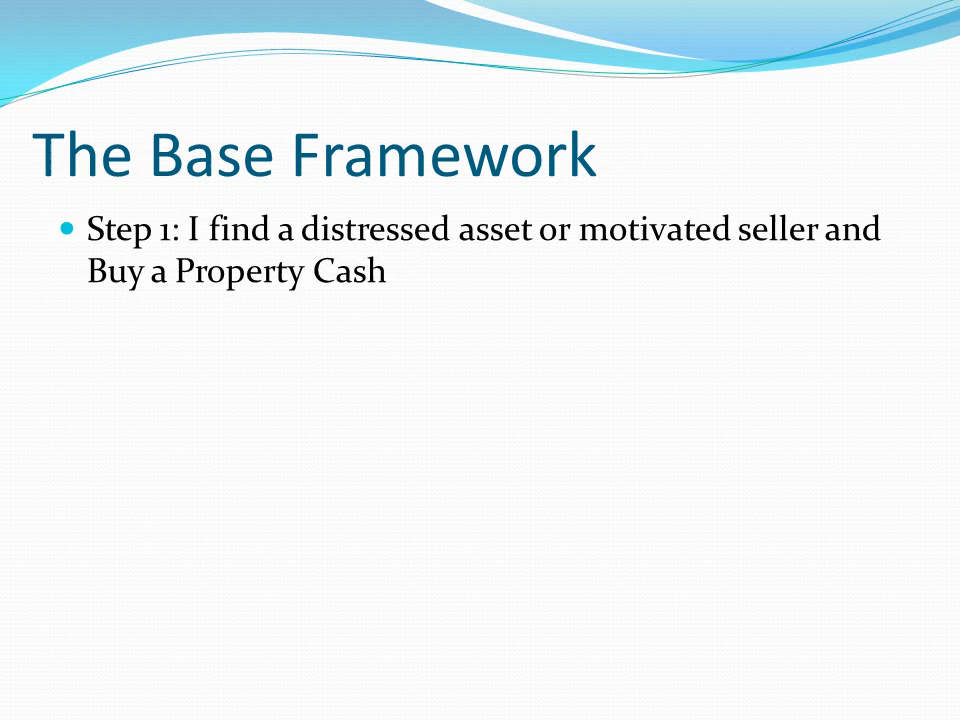 The Base Framework
Step 1: I find a distressed asset or motivated seller and
Buy a Property Cash